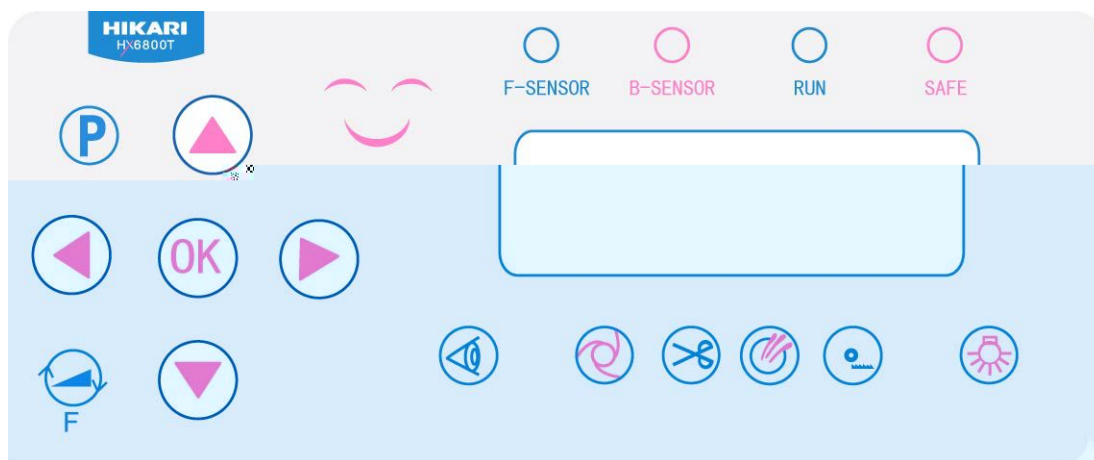 HIKARI
HX6800T
F-SENSOR B-SENSOR RUN SAFE
P
OK
F